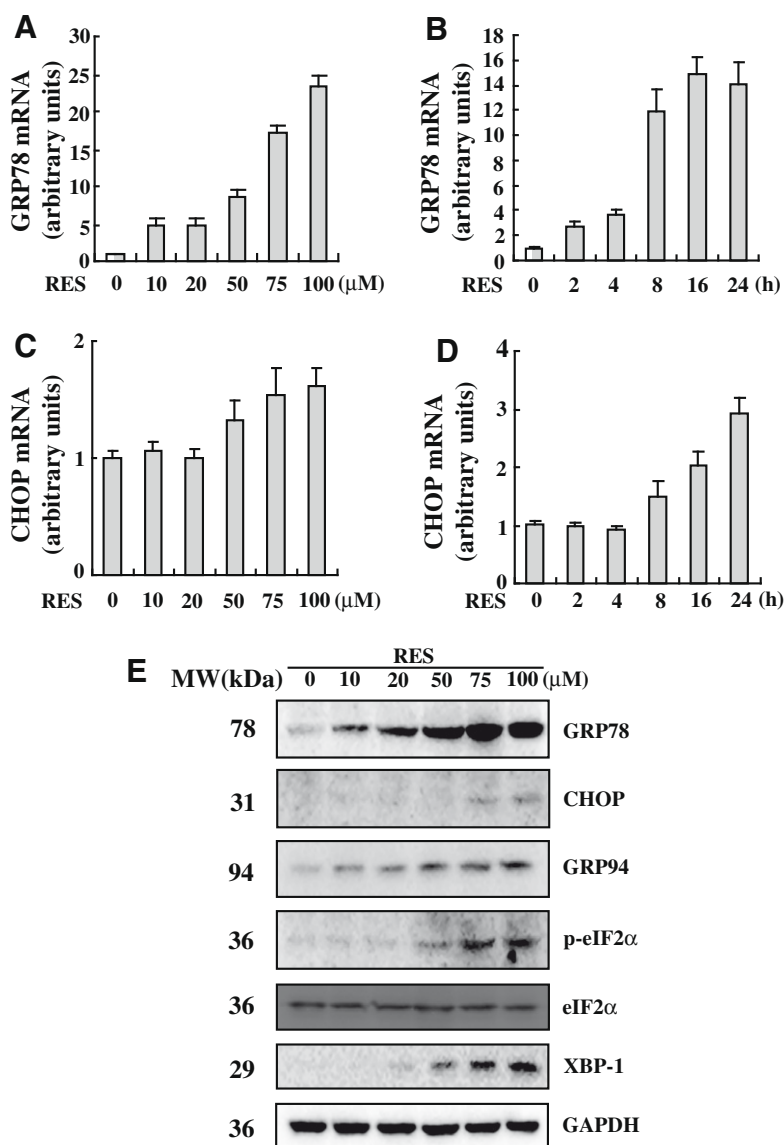 A
GRP78 mRNA
(arbitrary units)
30
25
20
15
10
5
0
RES 0 10 20 50 75 100 (μM)
B
GRP78 mRNA
(arbitrary units)
18
16
14
12
10
8
6
4
2
0
RES 0 2 4 8 16 24 (h)
C
CHOP mRNA
(arbitrary units)
2
1
0
RES 0 10 20 50 75 100 (μM)
D
CHOP mRNA
(arbitrary units)
4
3
2
1
0
RES 0 2 4 8 16 24 (h)
E
RES
MW(kDa) 0 10 20 50 75 100 (μM)
78 GRP78
31 CHOP
94 GRP94
36 p-eIF2α
36 eIF2α
29 XBP-1
36 GAPDH